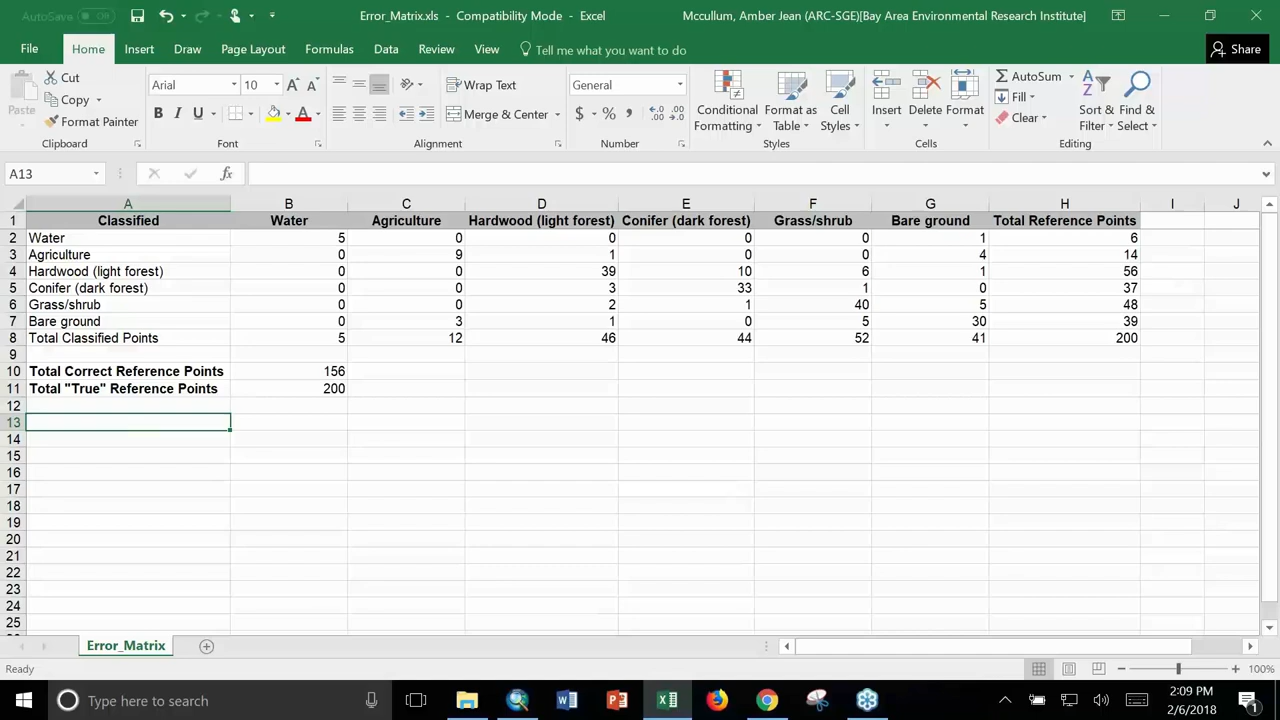 AutoSave Off Error_Matrix.xls - Compatibility Mode - Excel Mccullum, Amber Jean (ARC-SGE)[Bay Area Environmental Research Institute]
File Home Insert Draw Page Layout Formulas Data Review View Tell me what you want to do Share
Paste Cut Copy Format Painter
Arial 10 A A B I U A
Wrap Text Merge & Center
General $ % , .00 .0
Conditional Formatting Format as Table Cell Styles
Insert Delete Format
AutoSum Fill Clear Sort & Filter Find & Select
Clipboard Font Alignment Number Styles Cells Editing
A13 fx
A B C D E F G H I J
1 Classified Water Agriculture Hardwood (light forest) Conifer (dark forest) Grass/shrub Bare ground Total Reference Points
2 Water 5 0 0 0 0 1 6
3 Agriculture 0 9 1 0 0 4 14
4 Hardwood (light forest) 0 0 39 10 6 1 56
5 Conifer (dark forest) 0 0 3 33 1 0 37
6 Grass/shrub 0 0 2 1 40 5 48
7 Bare ground 0 3 1 0 5 30 39
8 Total Classified Points 5 12 46 44 52 41 200
9
10 Total Correct Reference Points 156
11 Total "True" Reference Points 200
12
13
14
15
16
17
18
19
20
21
22
23
24
25
Error_Matrix
Ready 100%
Type here to search
2:09 PM
2/6/2018
1